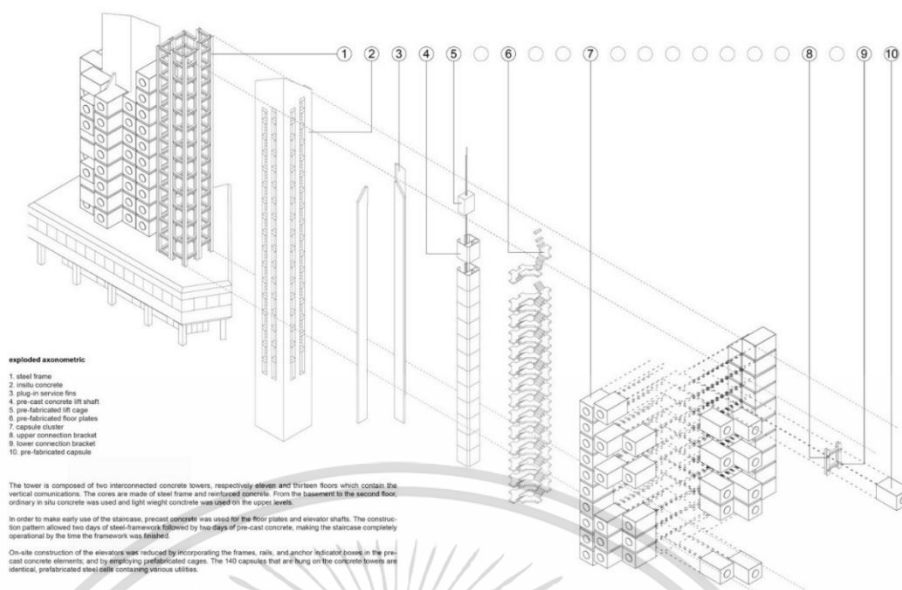 1 2 3 4 5 6 7 8 9 10
exploded axonometric
1. steel frame
2. insitu concrete
3. plug-in service fins
4. pre-cast concrete lift shaft
5. pre-fabricated lift cage
6. pre-fabricated floor plates
7. capsule cluster
8. upper connection bracket
9. lower connection bracket
10. pre-fabricated capsule
The tower is composed of two interconnected concrete towers, respectively eleven and thirteen floors which contain the
vertical comunications. The cores are made of steel frame and reinforced concrete. From the basement to the second floor,
ordinary in situ concrete was used and light wieght concrete was used on the upper levels.
In order to make early use of the staircase, precast concrete was used for the floor plates and elevator shafts. The construc-
tion pattern allowed two days of steel-framework followed by two days of pre-cast concrete, making the staircase completely
operational by the time the framework was finished.
On-site construction of the elevators was reduced by incorporating the frames, rails, and anchor indicator boxes in the pre-
cast concrete elements; and by employing prefabricated cages. The 140 capsules that are hung on the concrete towers are
identical, prefabricated steel cells containing various utilities.